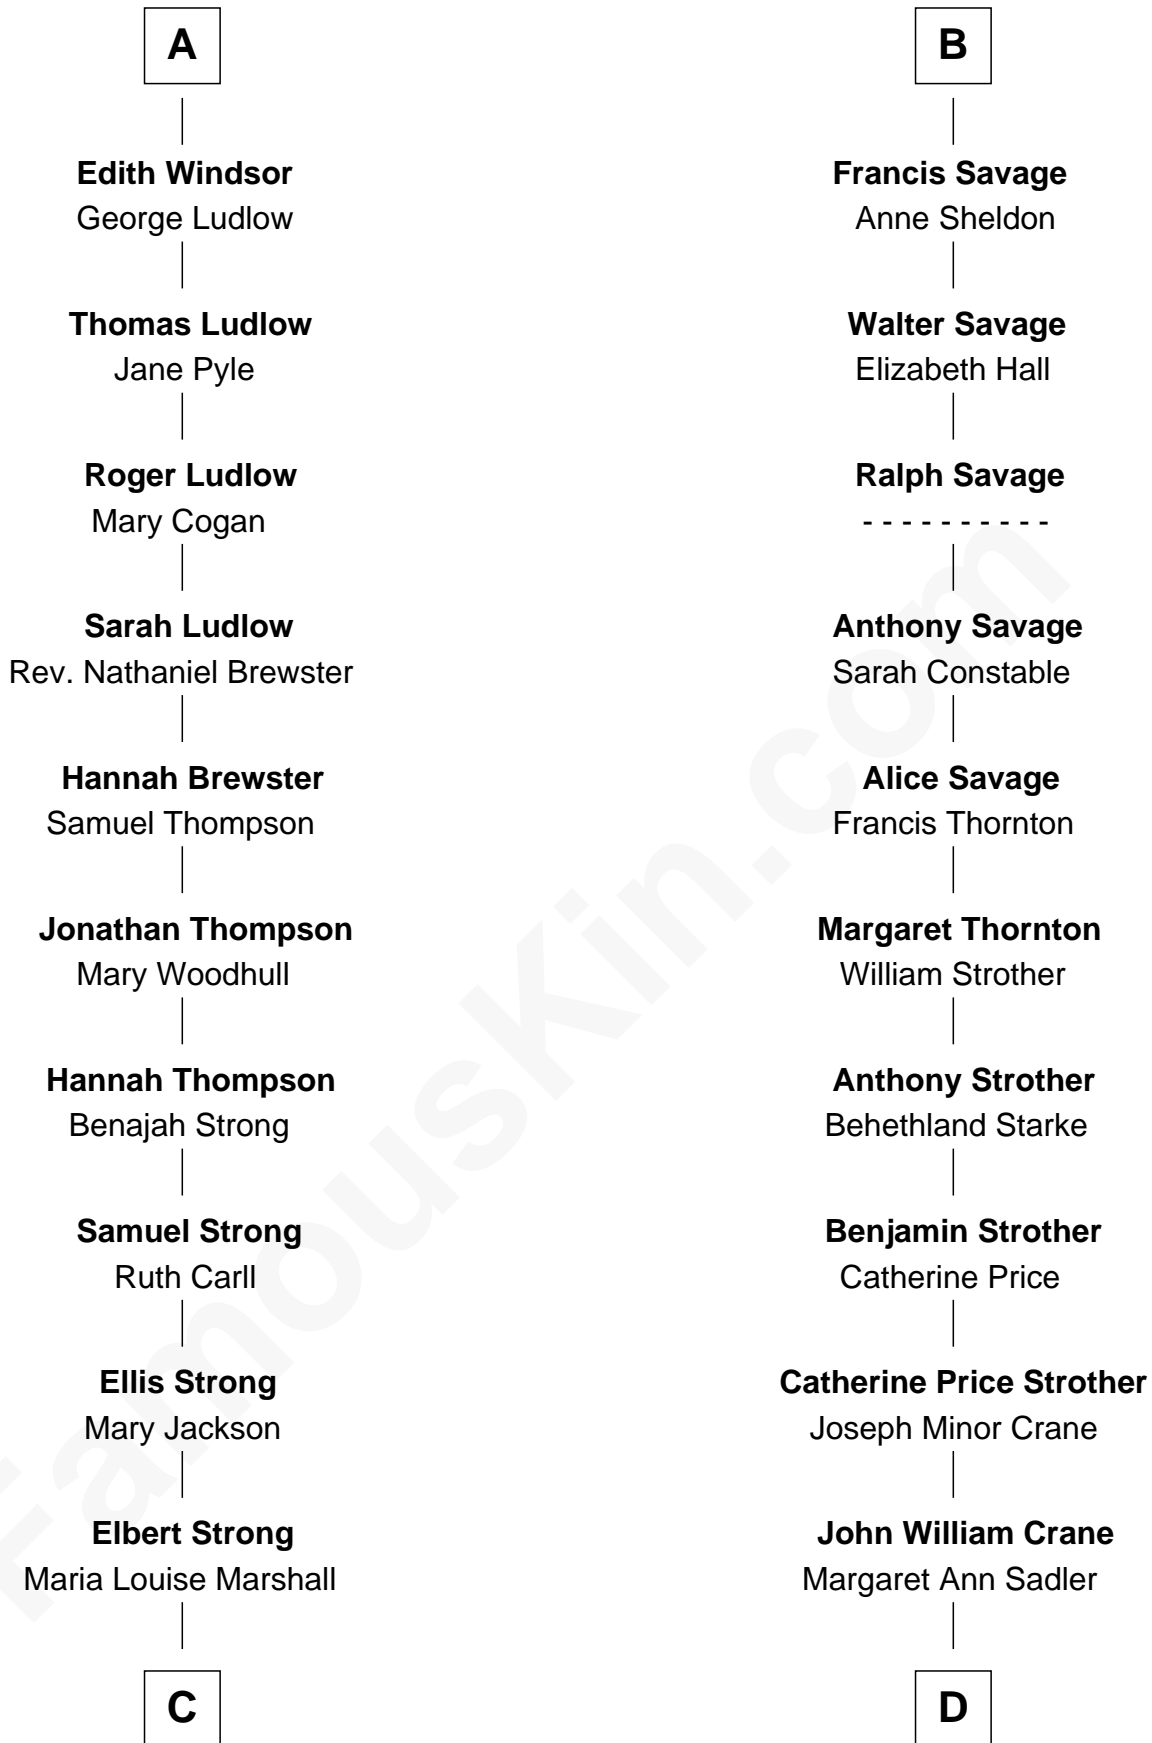 A
Edith Windsor
George Ludlow
Thomas Ludlow
Jane Pyle
Roger Ludlow
Mary Cogan
Sarah Ludlow
Rev. Nathaniel Brewster
Hannah Brewster
Samuel Thompson
Jonathan Thompson
Mary Woodhull
Hannah Thompson
Benajah Strong
Samuel Strong
Ruth Carll
Ellis Strong
Mary Jackson
Elbert Strong
Maria Louise Marshall
C
B
Francis Savage
Anne Sheldon
Walter Savage
Elizabeth Hall
Ralph Savage
- - - - - - - - - -
Anthony Savage
Sarah Constable
Alice Savage
Francis Thornton
Margaret Thornton
William Strother
Anthony Strother
Behethland Starke
Benjamin Strother
Catherine Price
Catherine Price Strother
Joseph Minor Crane
John William Crane
Margaret Ann Sadler
D
FamousKin.com